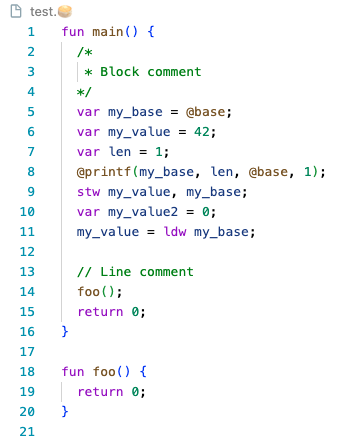 test.🥟
1 fun main() {
2   /*
3    * Block comment
4   */
5   var my_base = @base;
6   var my_value = 42;
7   var len = 1;
8   @printf(my_base, len, @base, 1);
9   stw my_value, my_base;
10   var my_value2 = 0;
11   my_value = ldw my_base;
12
13   // Line comment
14   foo();
15   return 0;
16 }
17
18 fun foo() {
19   return 0;
20 }
21